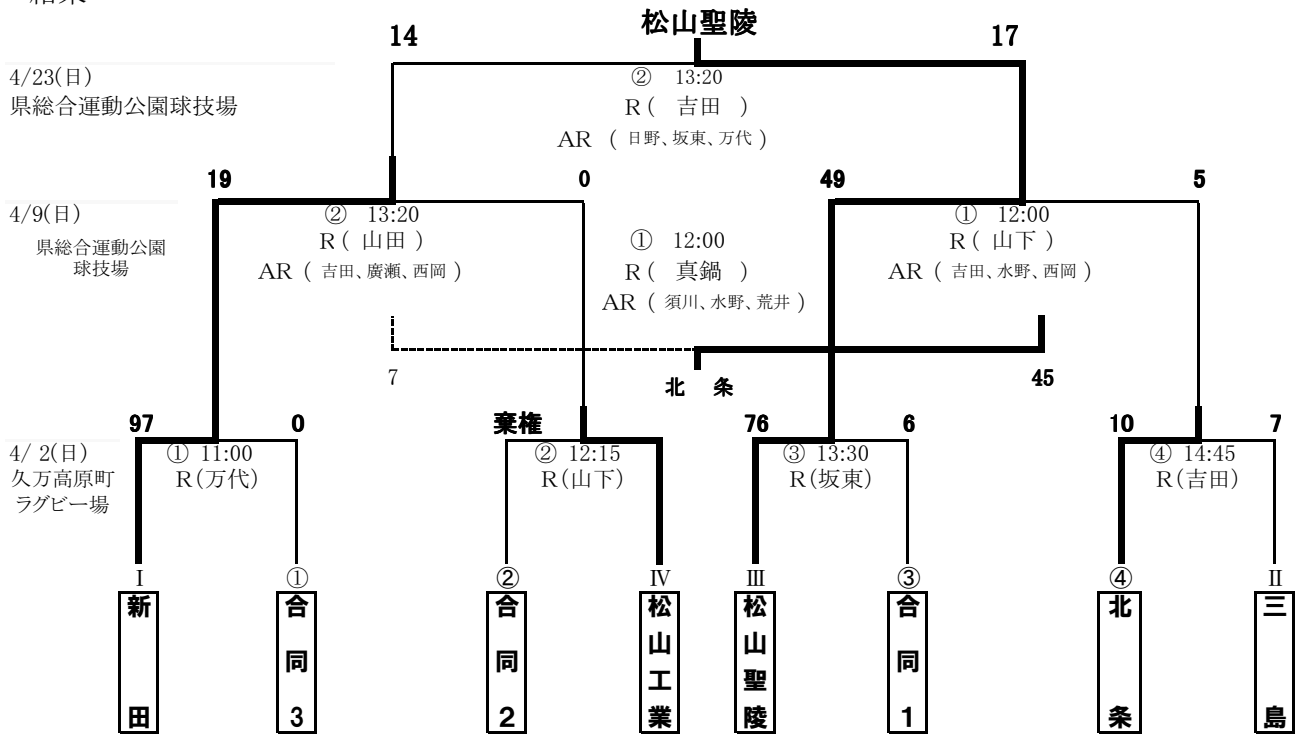 松山聖陵
14
17
4/23(日)
県総合運動公園球技場
② 13:20
R( 吉田 )
AR ( 日野、坂東、万代 )
19
0
49
5
4/9(日)
県総合運動公園
球技場
② 13:20
R( 山田 )
AR ( 吉田、廣瀬、西岡 )
① 12:00
R( 真鍋 )
AR ( 須川、水野、荒井 )
① 12:00
R( 山下 )
AR ( 吉田、水野、西岡 )
7
北 条
45
97
0
棄権
76
6
10
7
4/ 2(日)
久万高原町
ラグビー場
① 11:00
R(万代)
② 12:15
R(山下)
③ 13:30
R(坂東)
④ 14:45
R(吉田)
Ⅰ
①
②
Ⅳ
Ⅲ
③
④
Ⅱ
新田
合同3
合同2
松山工業
松山聖陵
合同1
北条
三島